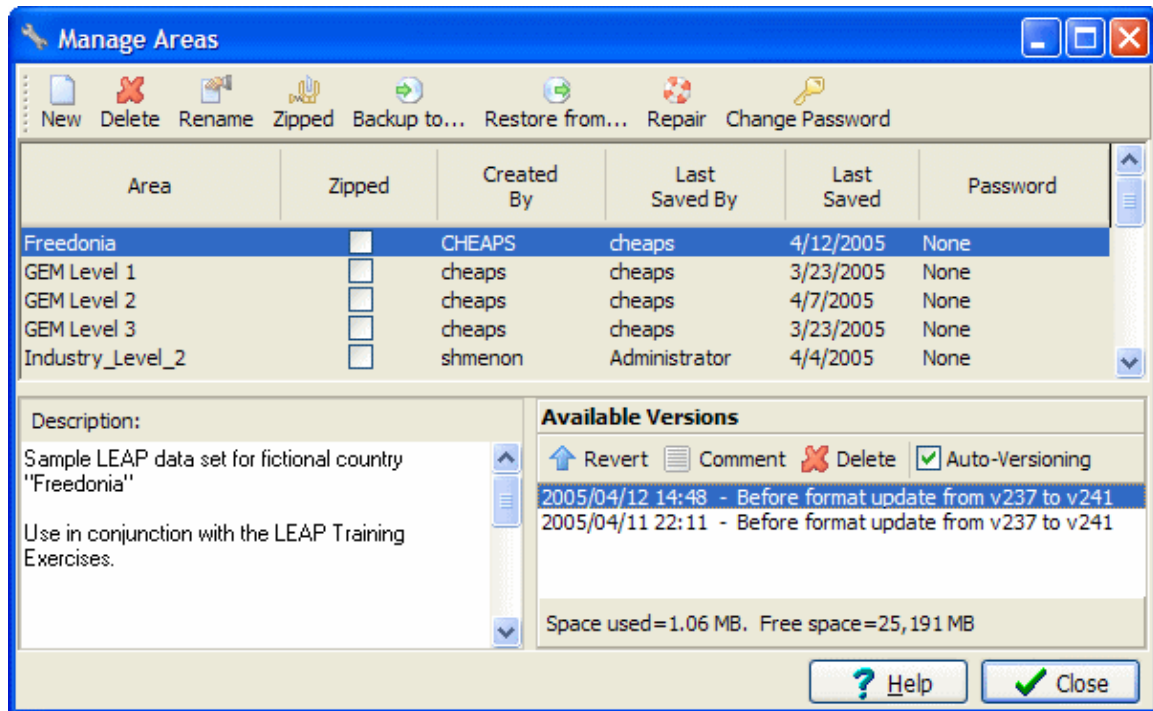 Manage Areas
New Delete Rename Zipped Backup to... Restore from... Repair Change Password
Area Zipped Created By Last Saved By Last Saved Password
Freedonia CHEAPS cheaps 4/12/2005 None
GEM Level 1 cheaps cheaps 3/23/2005 None
GEM Level 2 cheaps cheaps 4/7/2005 None
GEM Level 3 cheaps cheaps 3/23/2005 None
Industry_Level_2 shmenon Administrator 4/4/2005 None
Description:
Sample LEAP data set for fictional country
"Freedonia"
Use in conjunction with the LEAP Training
Exercises.
Available Versions
Revert Comment Delete Auto-Versioning
2005/04/12 14:48 - Before format update from v237 to v241
2005/04/11 22:11 - Before format update from v237 to v241
Space used=1.06 MB. Free space=25,191 MB
? Help Close